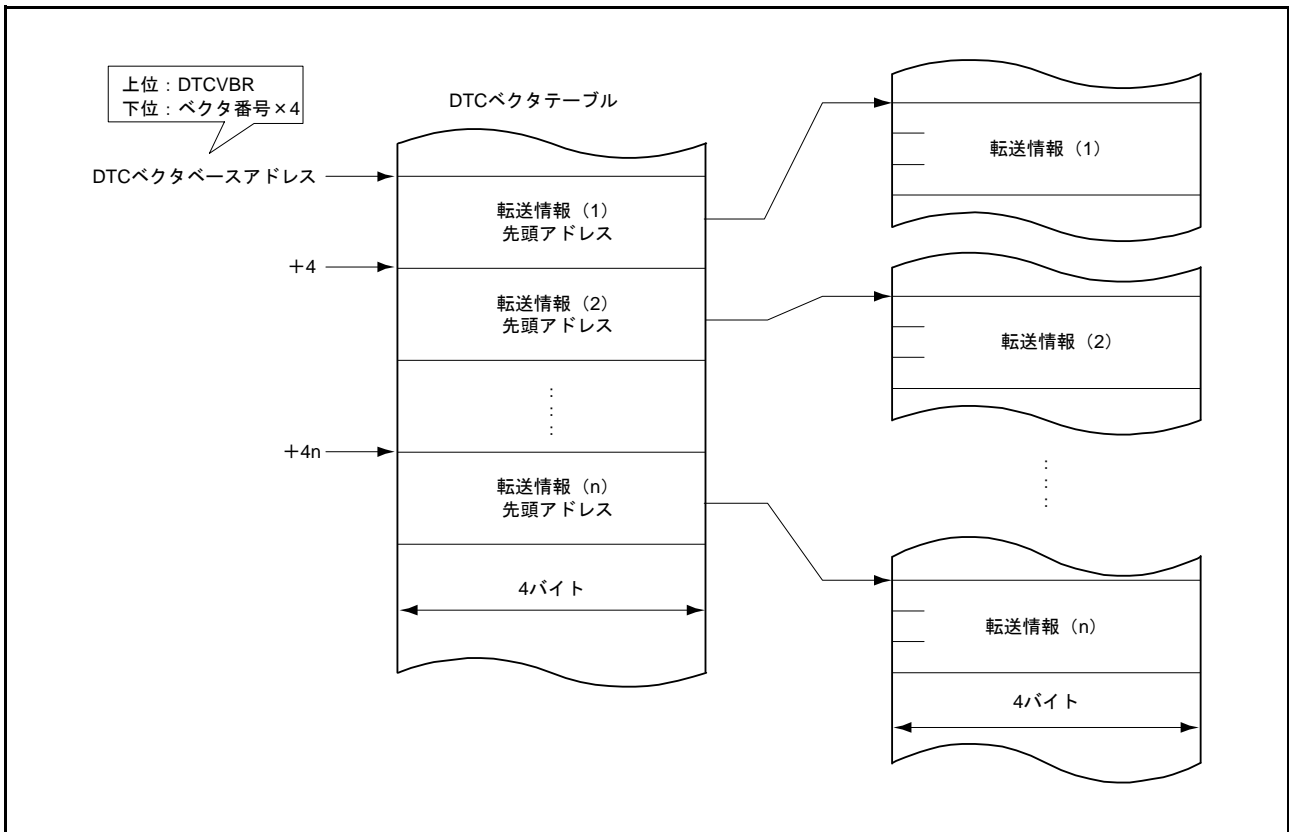 上位：DTCVBR
下位：ベクタ番号×4
DTCベクタテーブル
DTCベクタベースアドレス
転送情報（1）
先頭アドレス
+4
転送情報（2）
先頭アドレス
⋮
+4n
転送情報（n）
先頭アドレス
4バイト
転送情報（1）
転送情報（2）
⋮
転送情報（n）
4バイト